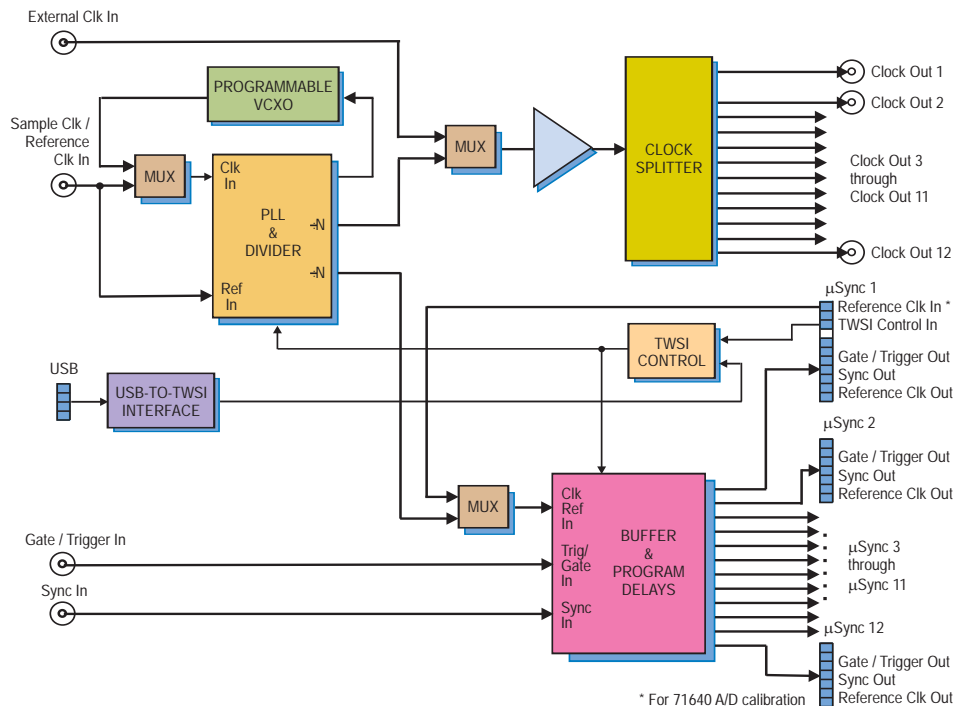 External Clk In
PROGRAMMABLE
VCXO
Sample Clk /
Reference
Clk In
MUX
Clk
In
PLL
&
DIVIDER
÷N
÷N
Ref
In
MUX
CLOCK
SPLITTER
Clock Out 1
Clock Out 2
Clock Out 3
through
Clock Out 11
Clock Out 12
μSync 1
Reference Clk In *
TWSI Control In
Gate / Trigger Out
Sync Out
Reference Clk Out
TWSI
CONTROL
USB
USB-TO-TWSI
INTERFACE
μSync 2
Gate / Trigger Out
Sync Out
Reference Clk Out
MUX
Clk
Ref
In
Trig/
Gate
In
Sync
In
BUFFER
&
PROGRAM
DELAYS
Gate / Trigger In
Sync In
μSync 3
through
μSync 11
μSync 12
Gate / Trigger Out
Sync Out
Reference Clk Out
* For 71640 A/D calibration